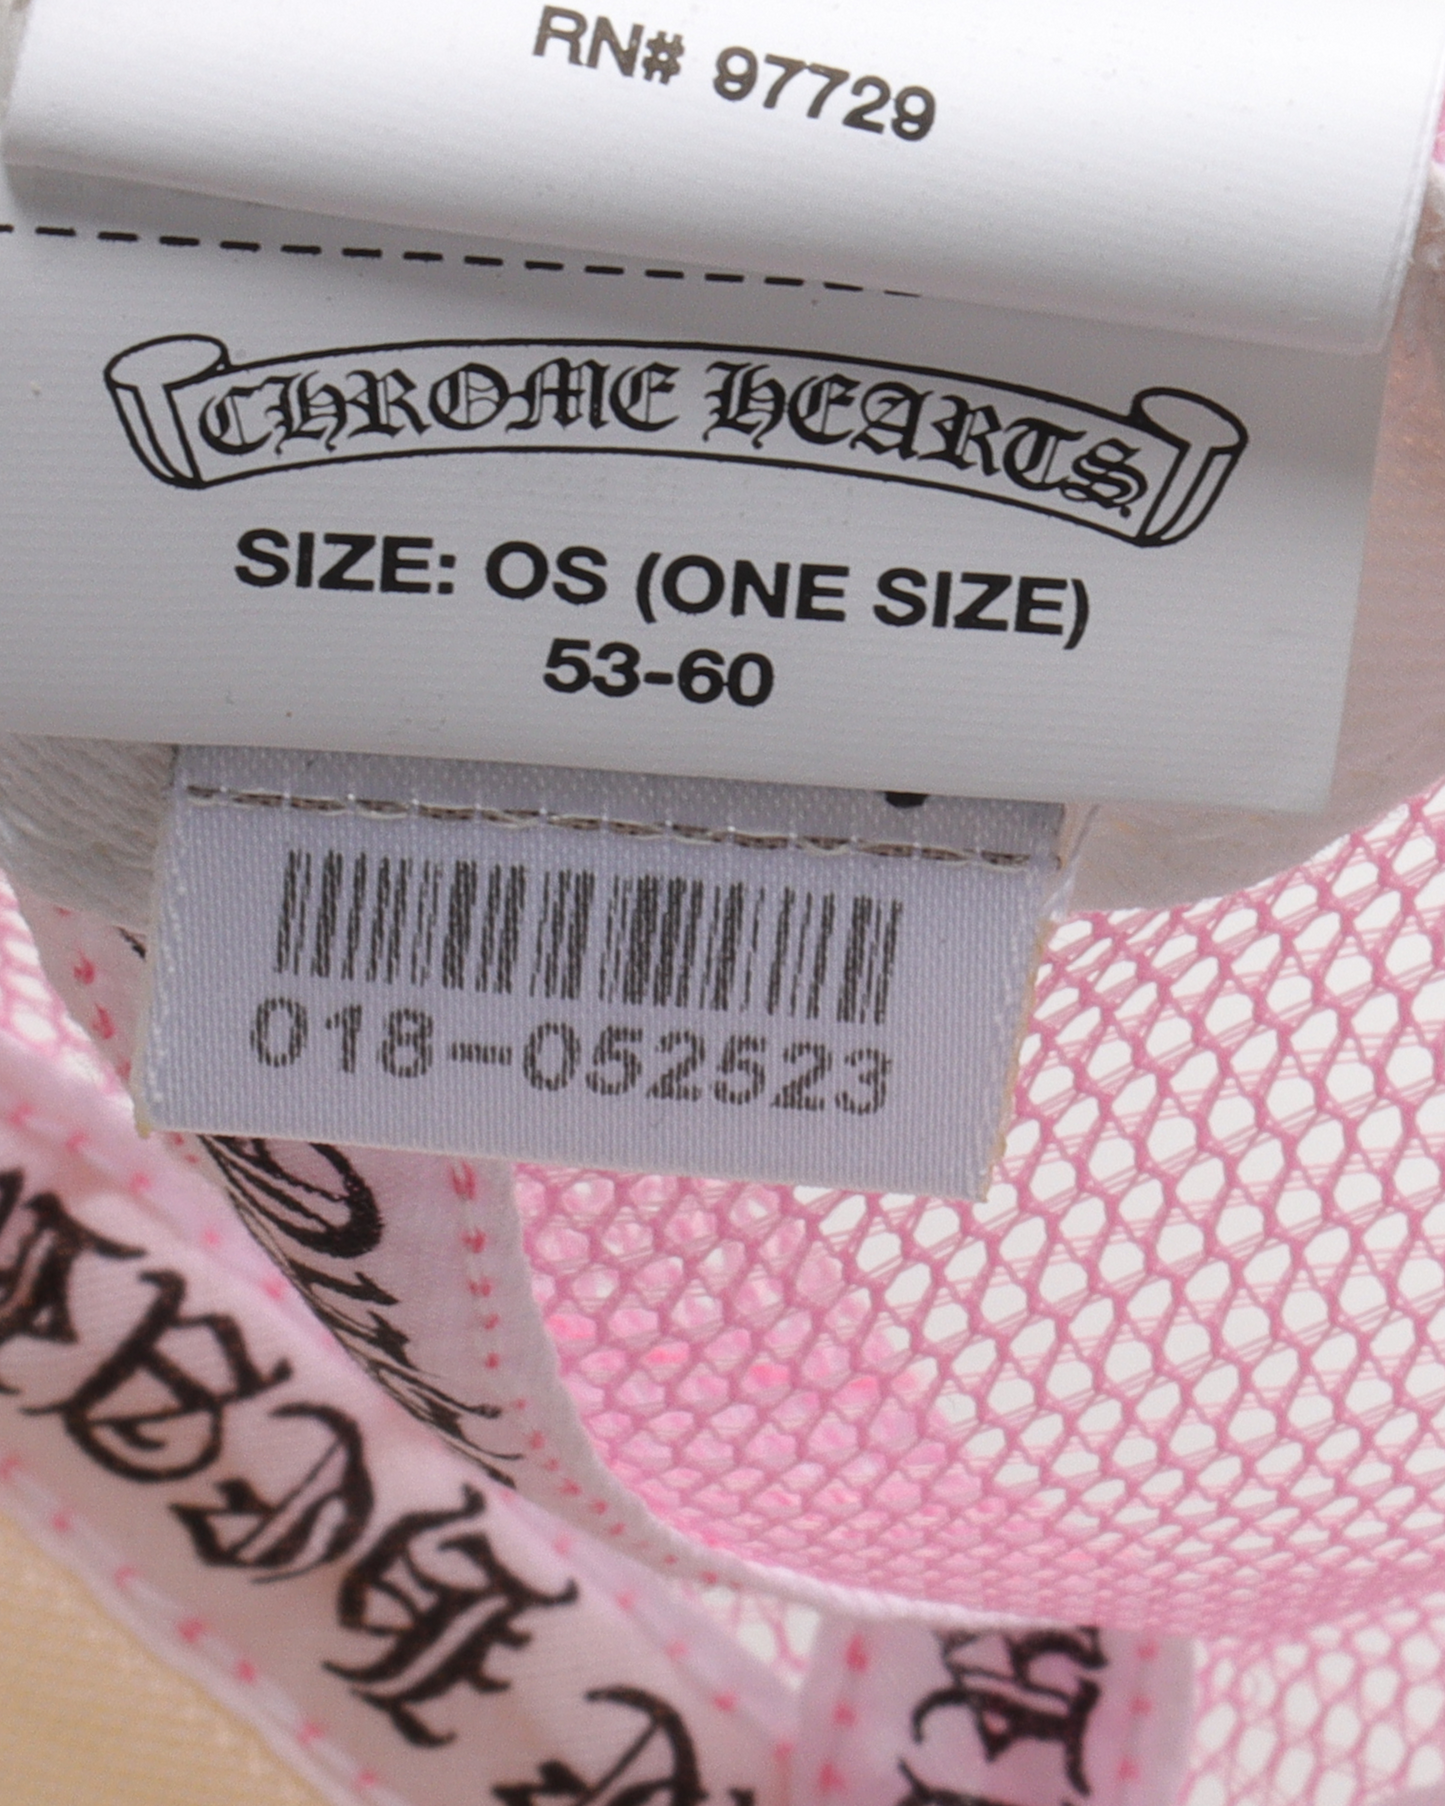 RN# 97729
CHROME HEARTS
SIZE: OS (ONE SIZE)
53-60
018-052523